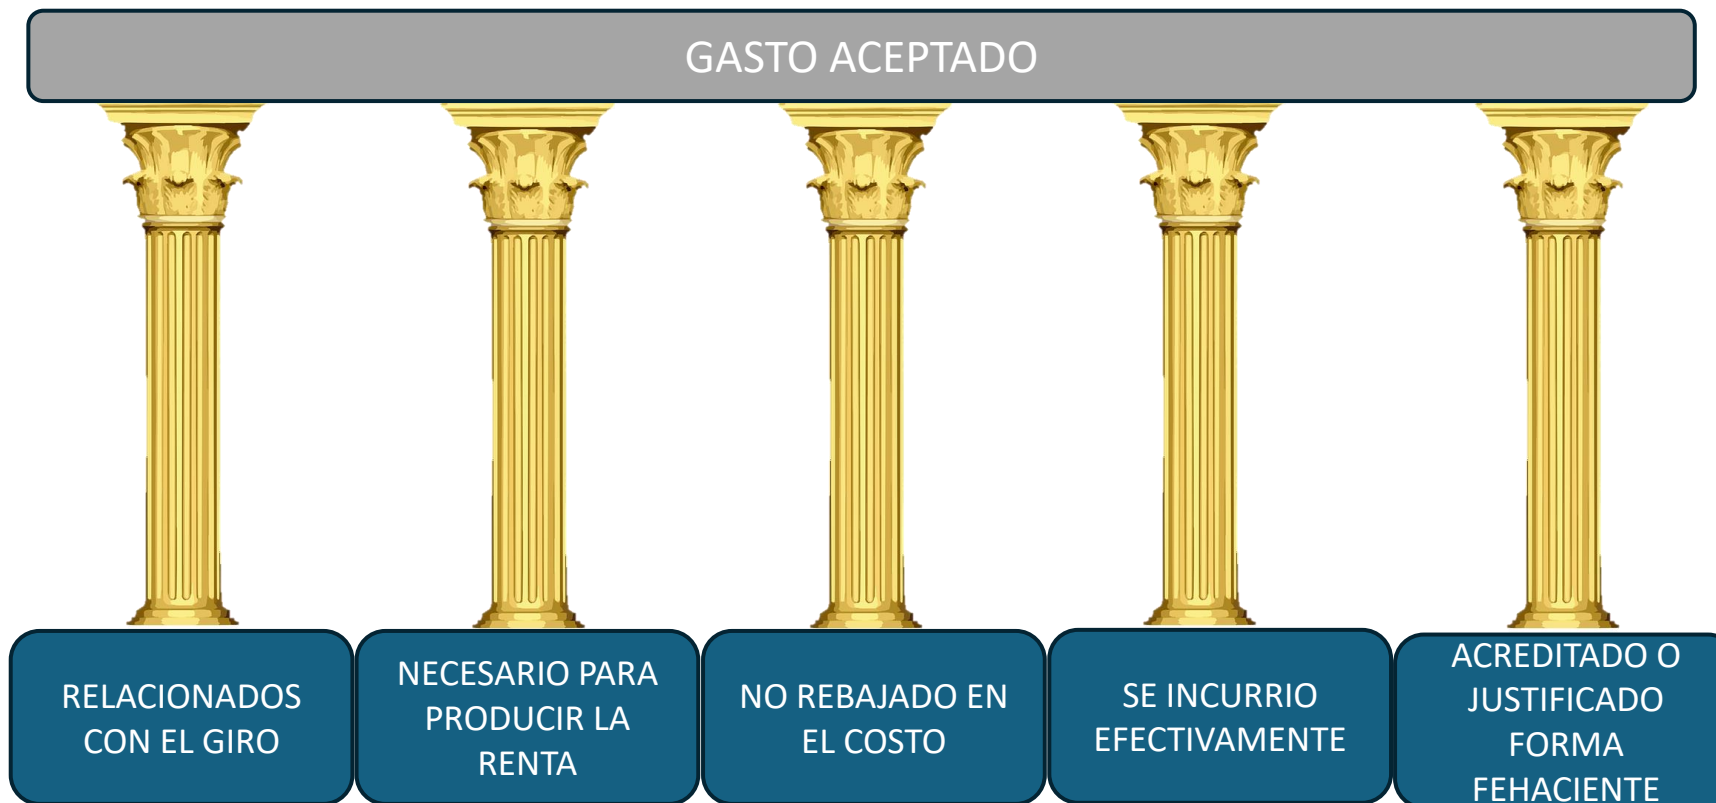 GASTO ACEPTADO
RELACIONADOS
CON EL GIRO
NECESARIO PARA
PRODUCIR LA
RENTA
NO REBAJADO EN
EL COSTO
SE INCURRIO
EFECTIVAMENTE
ACREDITADO O
JUSTIFICADO
FORMA
FEHACIENTE